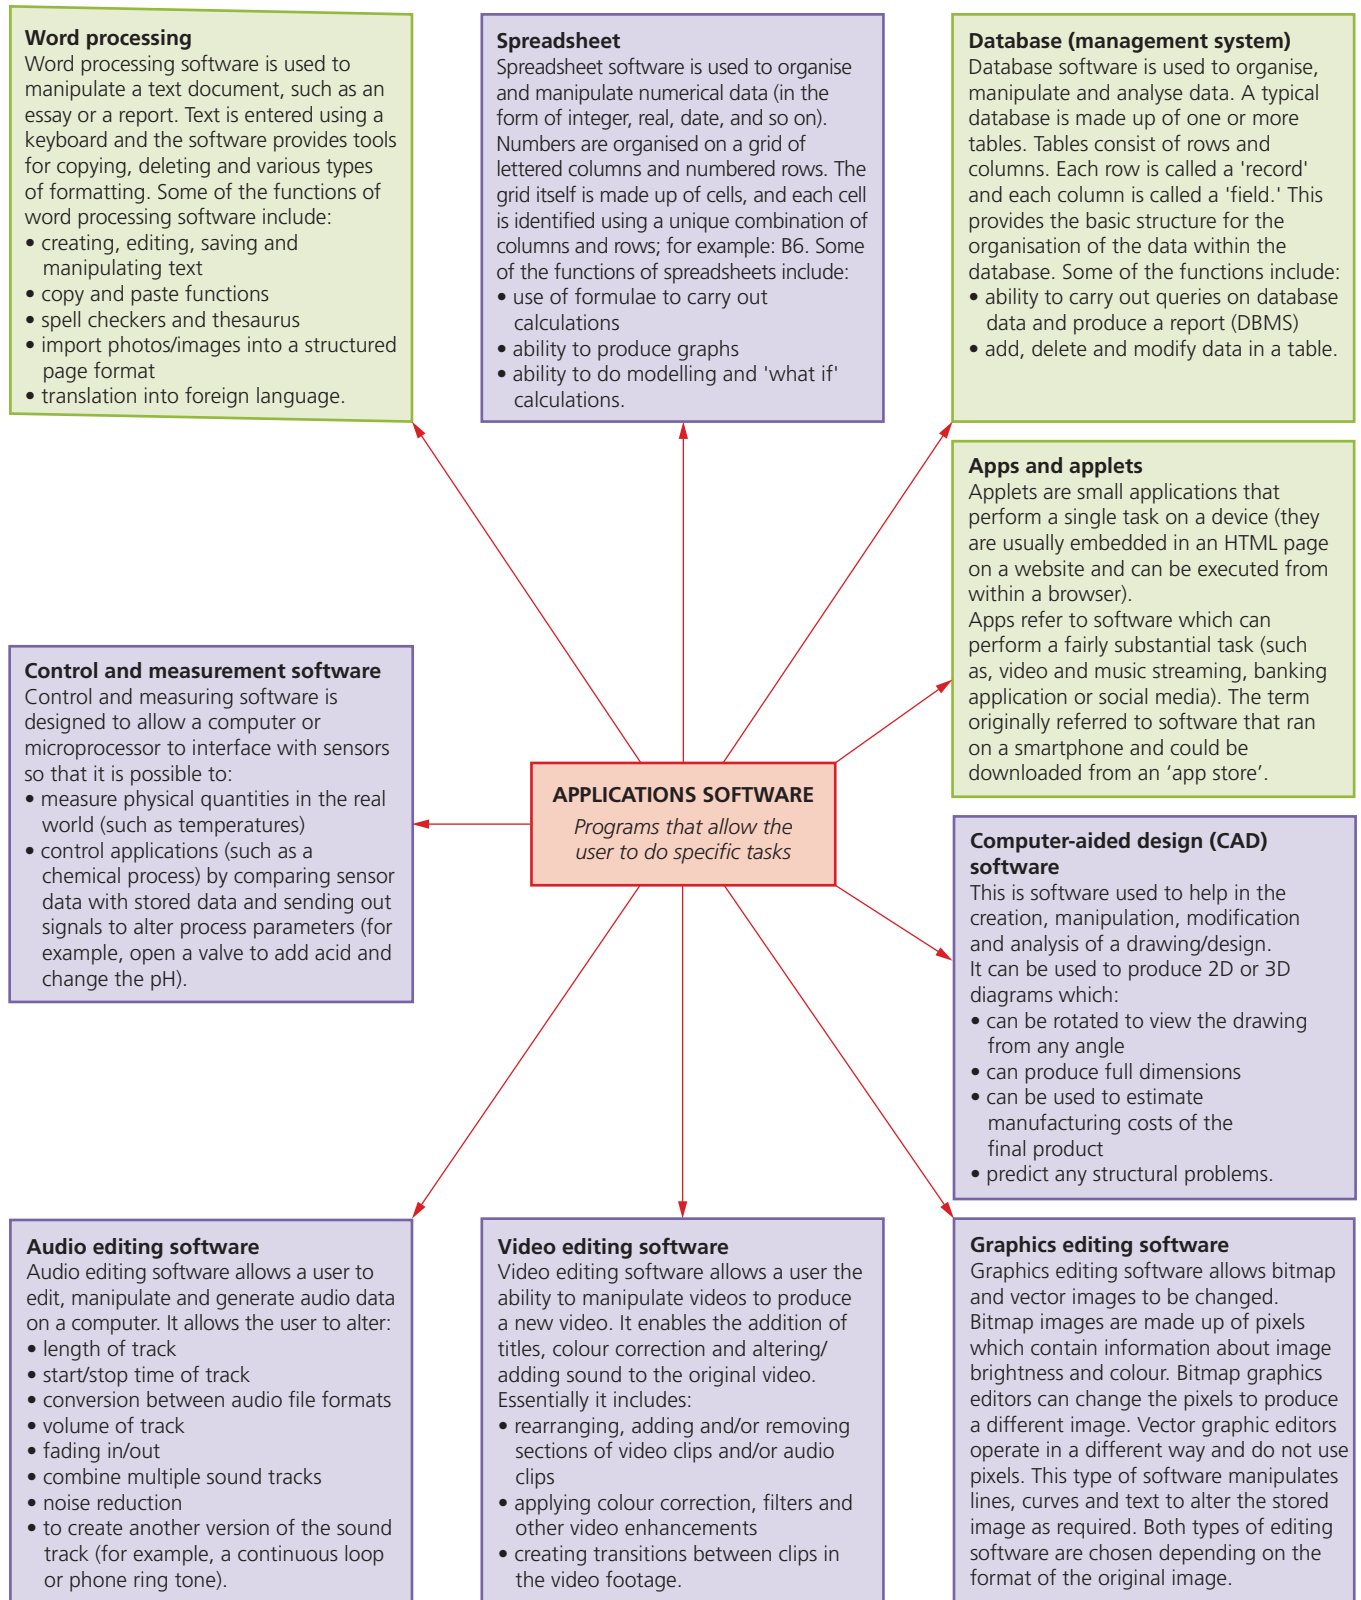 Word processing
Word processing software is used to
manipulate a text document, such as an
essay or a report. Text is entered using a
keyboard and the software provides tools
for copying, deleting and various types
of formatting. Some of the functions of
word processing software include:
• creating, editing, saving and
manipulating text
• copy and paste functions
• spell checkers and thesaurus
• import photos/images into a structured
page format
• translation into foreign language.
Spreadsheet
Spreadsheet software is used to organise
and manipulate numerical data (in the
form of integer, real, date, and so on).
Numbers are organised on a grid of
lettered columns and numbered rows. The
grid itself is made up of cells, and each cell
is identified using a unique combination of
columns and rows; for example: B6. Some
of the functions of spreadsheets include:
• use of formulae to carry out
calculations
• ability to produce graphs
• ability to do modelling and 'what if'
calculations.
Database (management system)
Database software is used to organise,
manipulate and analyse data. A typical
database is made up of one or more
tables. Tables consist of rows and
columns. Each row is called a 'record'
and each column is called a 'field.' This
provides the basic structure for the
organisation of the data within the
database. Some of the functions include:
• ability to carry out queries on database
data and produce a report (DBMS)
• add, delete and modify data in a table.
Apps and applets
Applets are small applications that
perform a single task on a device (they
are usually embedded in an HTML page
on a website and can be executed from
within a browser).
Apps refer to software which can
perform a fairly substantial task (such
as, video and music streaming, banking
application or social media). The term
originally referred to software that ran
on a smartphone and could be
downloaded from an ‘app store’.
Control and measurement software
Control and measuring software is
designed to allow a computer or
microprocessor to interface with sensors
so that it is possible to:
• measure physical quantities in the real
world (such as temperatures)
• control applications (such as a
chemical process) by comparing sensor
data with stored data and sending out
signals to alter process parameters (for
example, open a valve to add acid and
change the pH).
APPLICATIONS SOFTWARE
Programs that allow the
user to do specific tasks
Computer-aided design (CAD)
software
This is software used to help in the
creation, manipulation, modification
and analysis of a drawing/design.
It can be used to produce 2D or 3D
diagrams which:
• can be rotated to view the drawing
from any angle
• can produce full dimensions
• can be used to estimate
manufacturing costs of the
final product
• predict any structural problems.
Audio editing software
Audio editing software allows a user to
edit, manipulate and generate audio data
on a computer. It allows the user to alter:
• length of track
• start/stop time of track
• conversion between audio file formats
• volume of track
• fading in/out
• combine multiple sound tracks
• noise reduction
• to create another version of the sound
track (for example, a continuous loop
or phone ring tone).
Video editing software
Video editing software allows a user the
ability to manipulate videos to produce
a new video. It enables the addition of
titles, colour correction and altering/
adding sound to the original video.
Essentially it includes:
• rearranging, adding and/or removing
sections of video clips and/or audio
clips
• applying colour correction, filters and
other video enhancements
• creating transitions between clips in
the video footage.
Graphics editing software
Graphics editing software allows bitmap
and vector images to be changed.
Bitmap images are made up of pixels
which contain information about image
brightness and colour. Bitmap graphics
editors can change the pixels to produce
a different image. Vector graphic editors
operate in a different way and do not use
pixels. This type of software manipulates
lines, curves and text to alter the stored
image as required. Both types of editing
software are chosen depending on the
format of the original image.